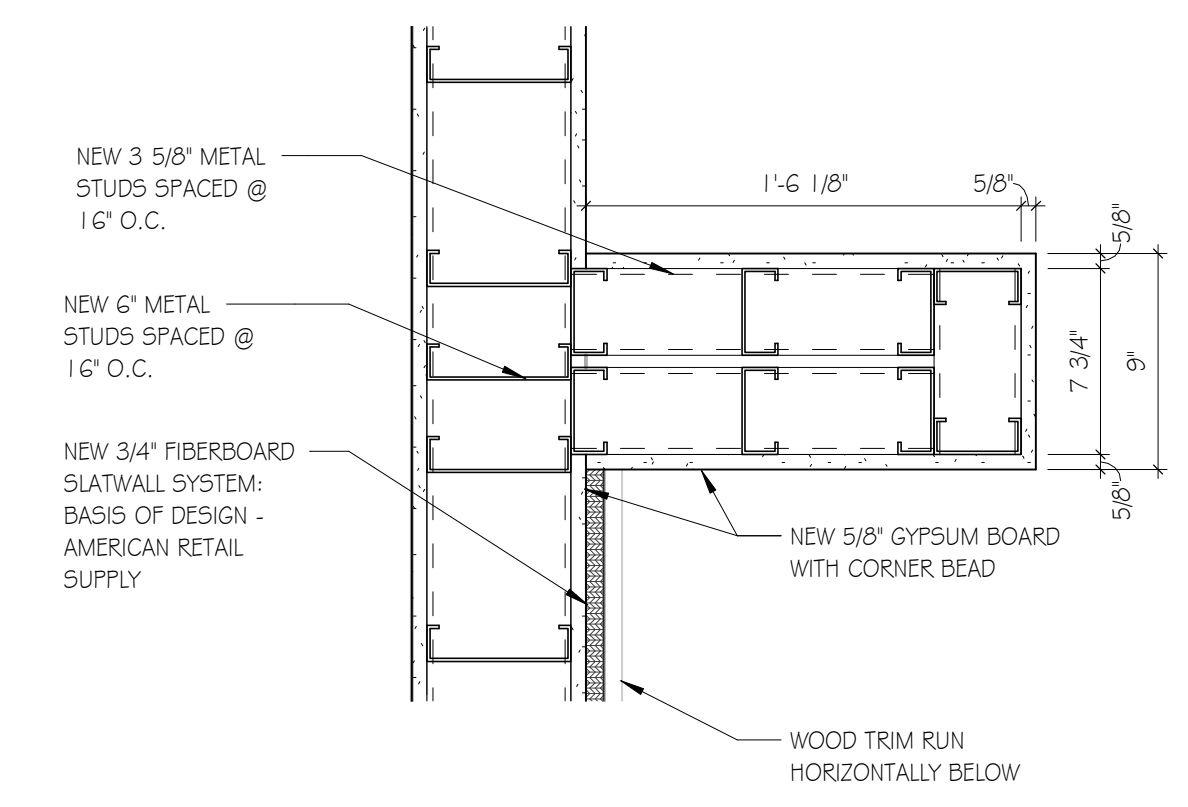 NEW 3 5/8" METAL
STUDS SPACED @
16" O.C.
1'-6 1/8"
5/8"
5/8"
NEW 6" METAL
STUDS SPACED @
16" O.C.
7 3/4"
9"
NEW 3/4" FIBERBOARD
SLATWALL SYSTEM:
BASIS OF DESIGN -
AMERICAN RETAIL
SUPPLY
5/8"
NEW 5/8" GYPSUM BOARD
WITH CORNER BEAD
WOOD TRIM RUN
HORIZONTALLY BELOW